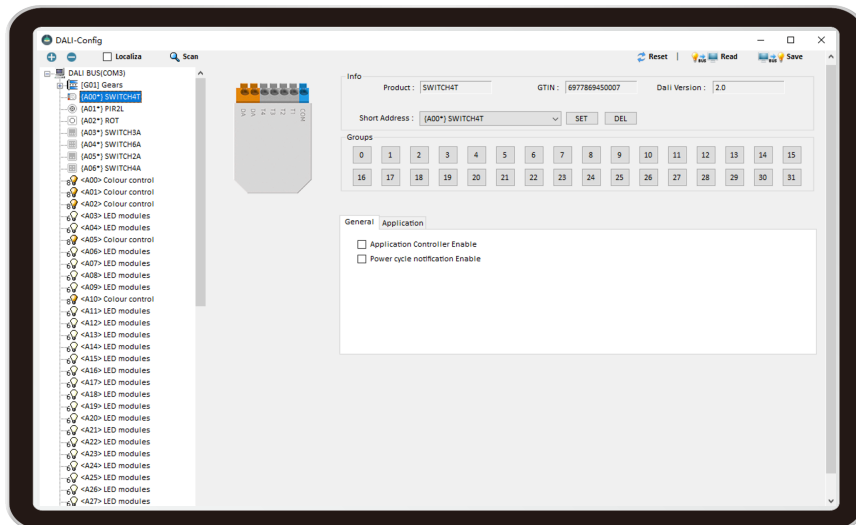 DALI-Config
Localiza Scan Reset | Read Save
DALI BUS(COM3)
[G01] Gears
{A00*} SWITCH4T
{A01*} PIR2L
{A02*} ROT
{A03*} SWITCH3A
{A04*} SWITCH6A
{A05*} SWITCH2A
{A06*} SWITCH4A
<A00> Colour control
<A01> Colour control
<A02> Colour control
<A03> LED modules
<A04> LED modules
<A05> Colour control
<A06> LED modules
<A07> LED modules
<A08> LED modules
<A09> LED modules
<A10> Colour control
<A11> LED modules
<A12> LED modules
<A13> LED modules
<A14> LED modules
<A15> LED modules
<A16> LED modules
<A17> LED modules
<A18> LED modules
<A19> LED modules
<A20> LED modules
<A21> LED modules
<A22> LED modules
<A23> LED modules
<A24> LED modules
<A25> LED modules
<A26> LED modules
<A27> LED modules
DA DA T4 T3 T2 T1 COM
Info
Product : SWITCH4T GTIN : 6977869450007 Dali Version : 2.0
Short Address : {A00*} SWITCH4T SET DEL
Groups
0 1 2 3 4 5 6 7 8 9 10 11 12 13 14 15
16 17 18 19 20 21 22 23 24 25 26 27 28 29 30 31
General Application
Application Controller Enable
Power cycle notification Enable